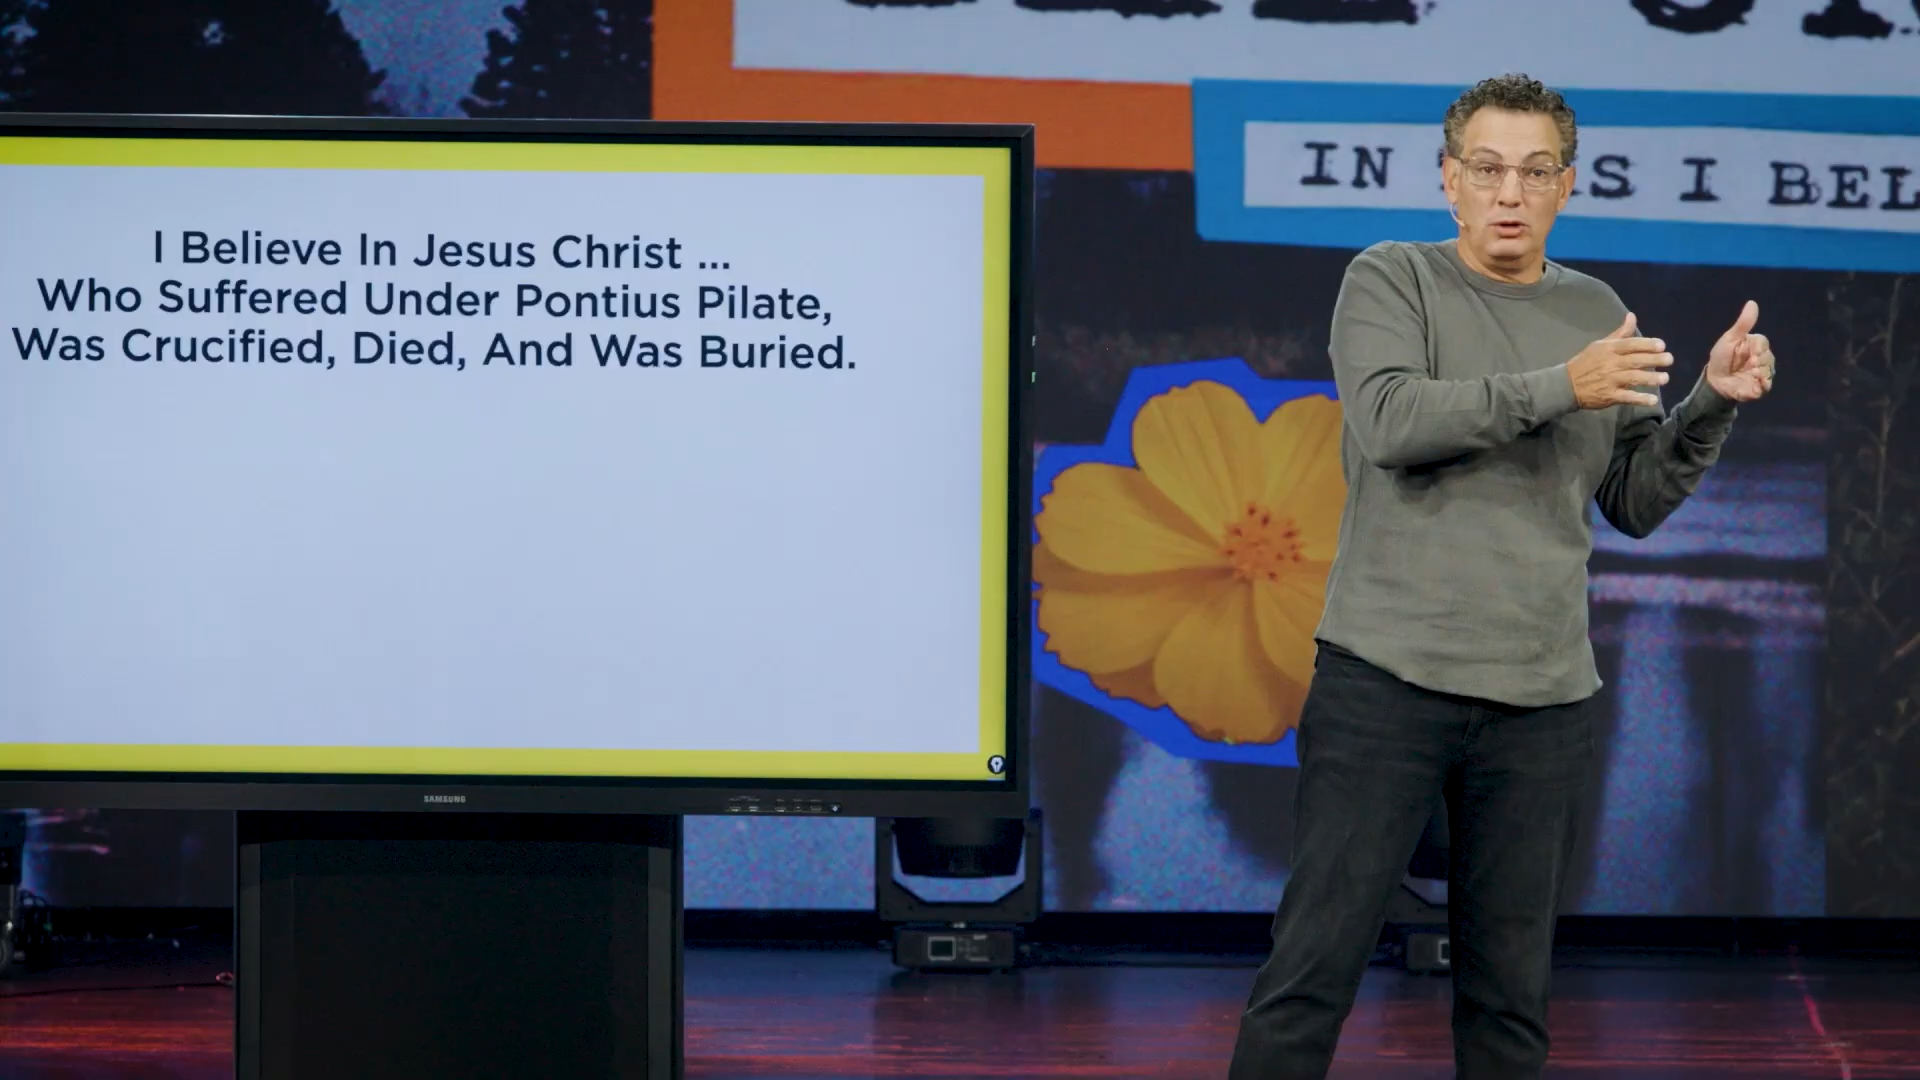 IN I BEL
I Believe In Jesus Christ ...
Who Suffered Under Pontius Pilate,
Was Crucified, Died, And Was Buried.
SAMSUNG